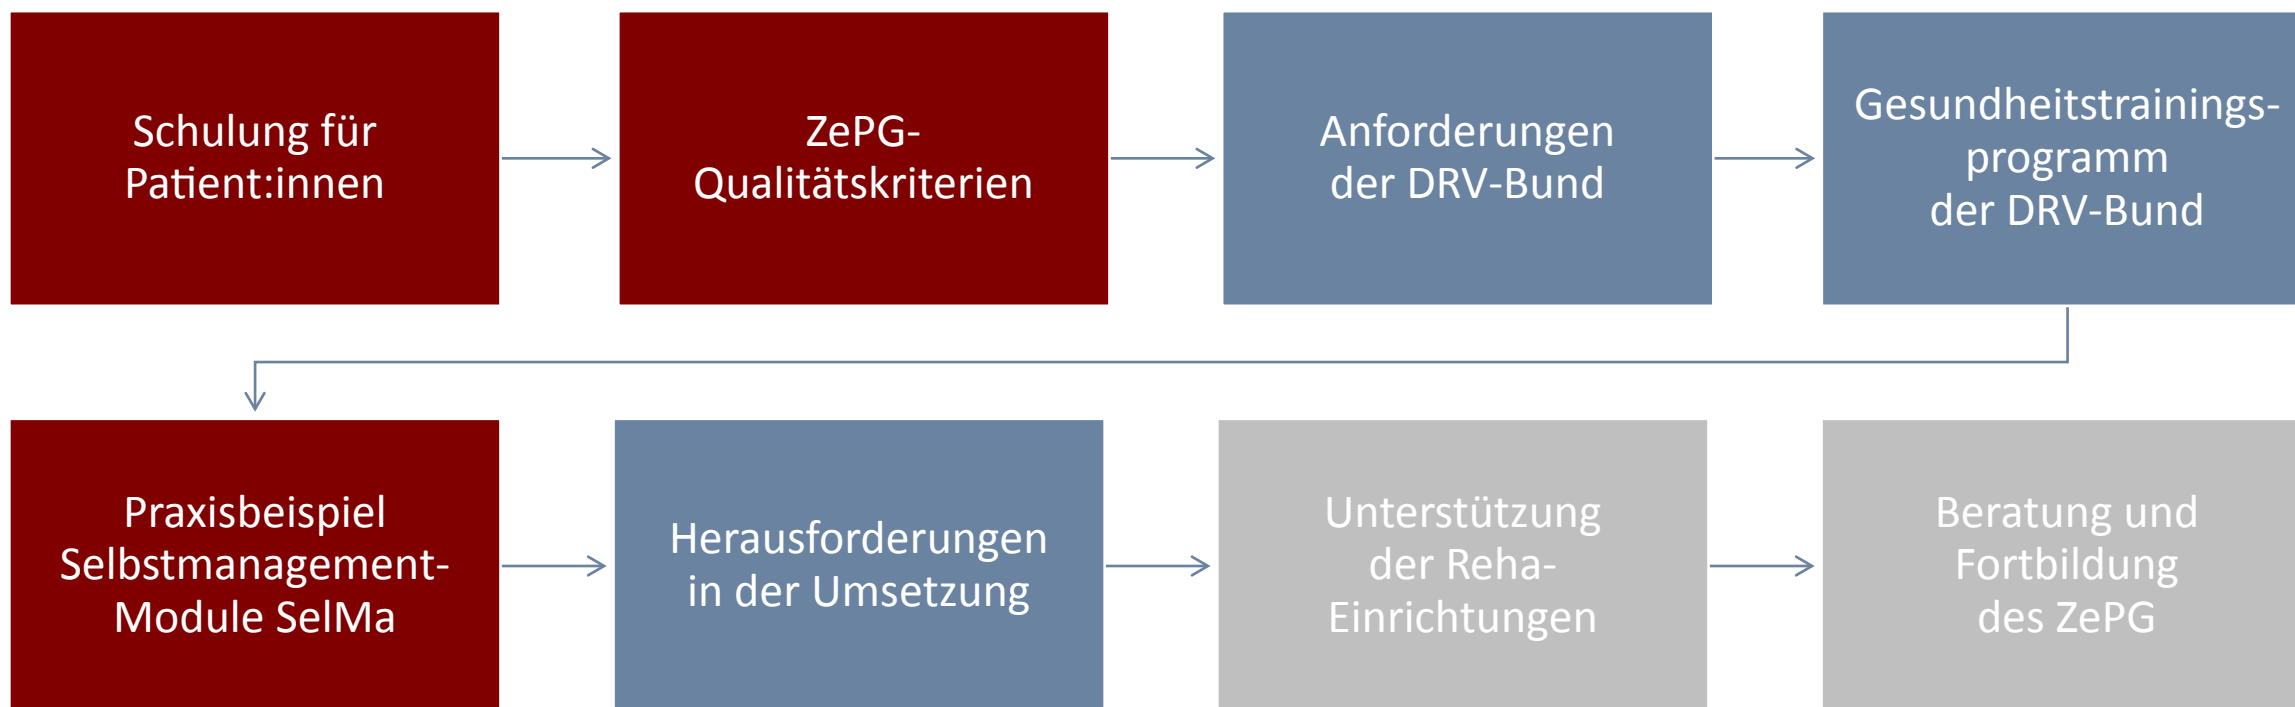 Schulung für
Patient:innen
ZePG-
Qualitätskriterien
Anforderungen
der DRV-Bund
Gesundheitstrainings-
programm
der DRV-Bund
Praxisbeispiel
Selbstmanagement-
Module SelMa
Herausforderungen
in der Umsetzung
Unterstützung
der Reha-
Einrichtungen
Beratung und
Fortbildung
des ZePG